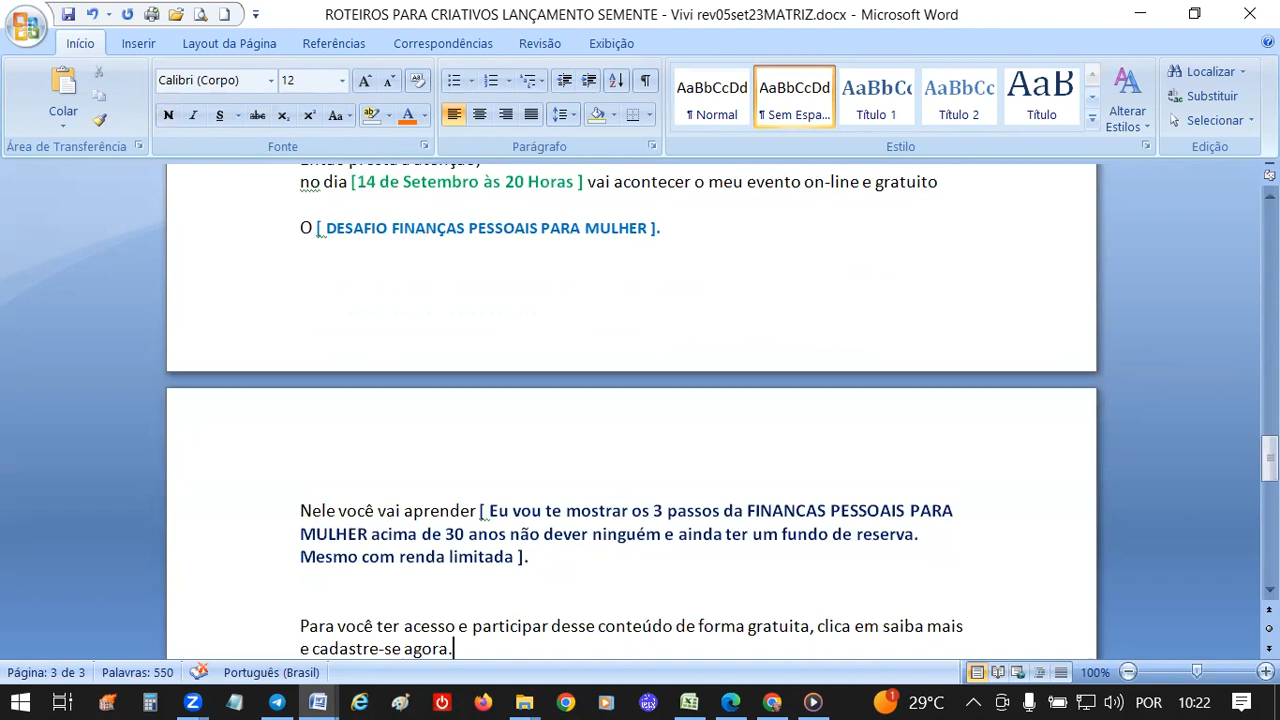 ROTEIROS PARA CRIATIVOS LANÇAMENTO SEMENTE - Vivi rev05set23MATRIZ.docx - Microsoft Word
Início Inserir Layout da Página Referências Correspondências Revisão Exibição
Colar
Área de Transferência
Calibri (Corpo) 12
N I S abc x₂ x² Aa A
Fonte
Parágrafo
AaBbCcDd AaBbCcDd AaBbCc AaBbCc AaB
¶ Normal ¶ Sem Espa... Título 1 Título 2 Título
Alterar Estilos
Estilo
Localizar
Substituir
Selecionar
Edição
no dia [14 de Setembro às 20 Horas ] vai acontecer o meu evento on-line e gratuito
O [ DESAFIO FINANÇAS PESSOAIS PARA MULHER ].
Nele você vai aprender [ Eu vou te mostrar os 3 passos da FINANCAS PESSOAIS PARA
MULHER acima de 30 anos não dever ninguém e ainda ter um fundo de reserva.
Mesmo com renda limitada ].
Para você ter acesso e participar desse conteúdo de forma gratuita, clica em saiba mais
e cadastre-se agora.
Página: 3 de 3 Palavras: 550 Português (Brasil) 100%
29°C POR 10:22